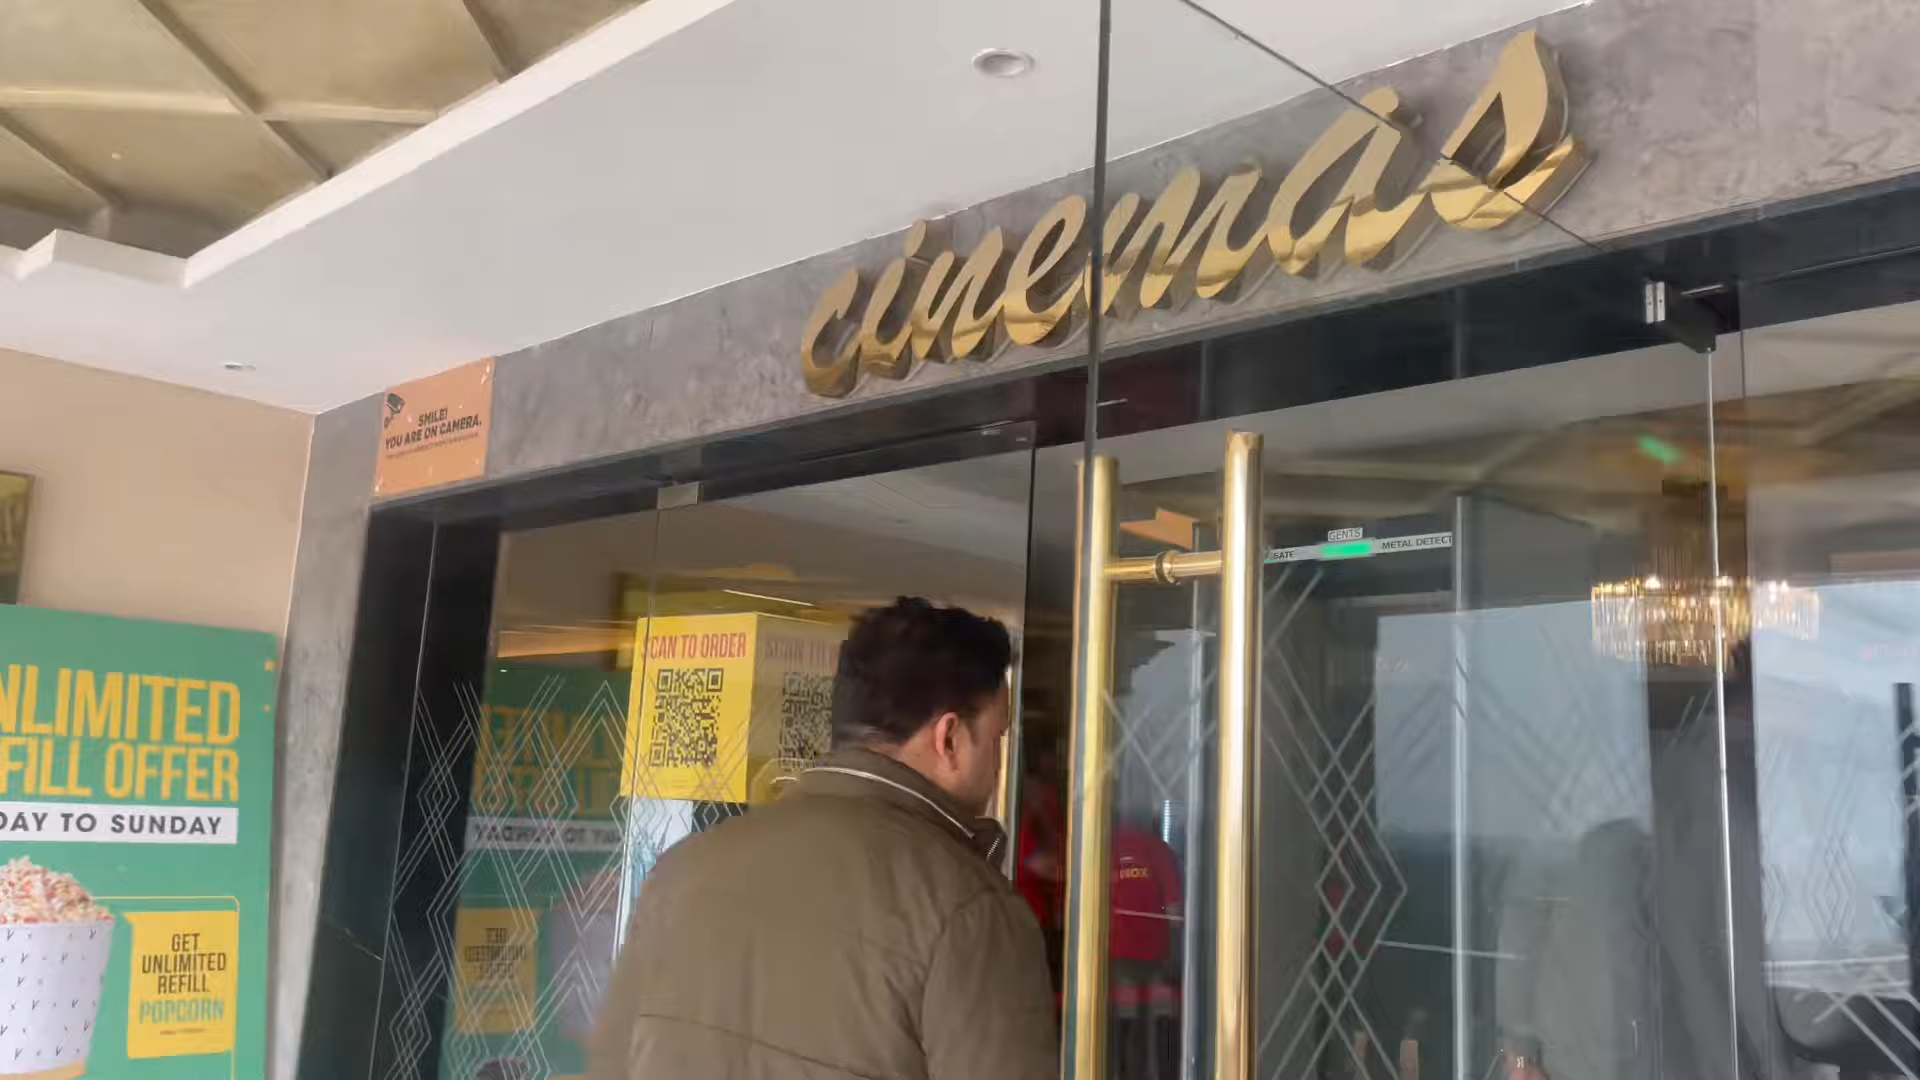 cinemas
SMILE!
YOU ARE ON CAMERA.
GENTS
METAL DETECT
SCAN TO ORDER
NLIMITED
FILL OFFER
DAY TO SUNDAY
GET
UNLIMITED
REFILL
POPCORN